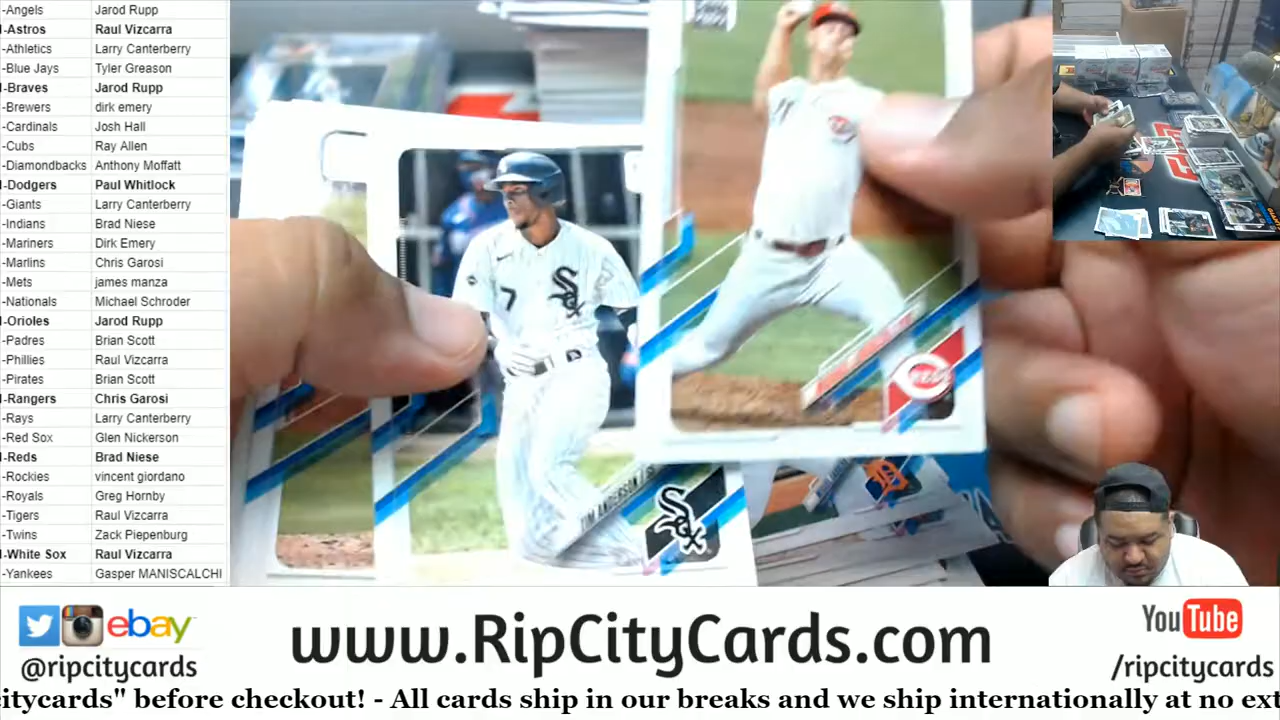 -Angels Jarod Rupp
-Astros Raul Vizcarra
-Athletics Larry Canterberry
-Blue Jays Tyler Greason
-Braves Jarod Rupp
-Brewers dirk emery
-Cardinals Josh Hall
-Cubs Ray Allen
-Diamondbacks Anthony Moffatt
-Dodgers Paul Whitlock
-Giants Larry Canterberry
-Indians Brad Niese
-Mariners Dirk Emery
-Marlins Chris Garosi
-Mets james manza
-Nationals Michael Schroder
-Orioles Jarod Rupp
-Padres Brian Scott
-Phillies Raul Vizcarra
-Pirates Brian Scott
-Rangers Chris Garosi
-Rays Larry Canterberry
-Red Sox Glen Nickerson
-Reds Brad Niese
-Rockies vincent giordano
-Royals Greg Hornby
-Tigers Raul Vizcarra
-Twins Zack Piepenburg
-White Sox Raul Vizcarra
-Yankees Gasper MANISCALCHI
7
Sox
TIM ANDERSON
Sox
REDS
ebay
@ripcitycards
www.RipCityCards.com
YouTube
/ripcitycards
citycards" before checkout! - All cards ship in our breaks and we ship internationally at no ext